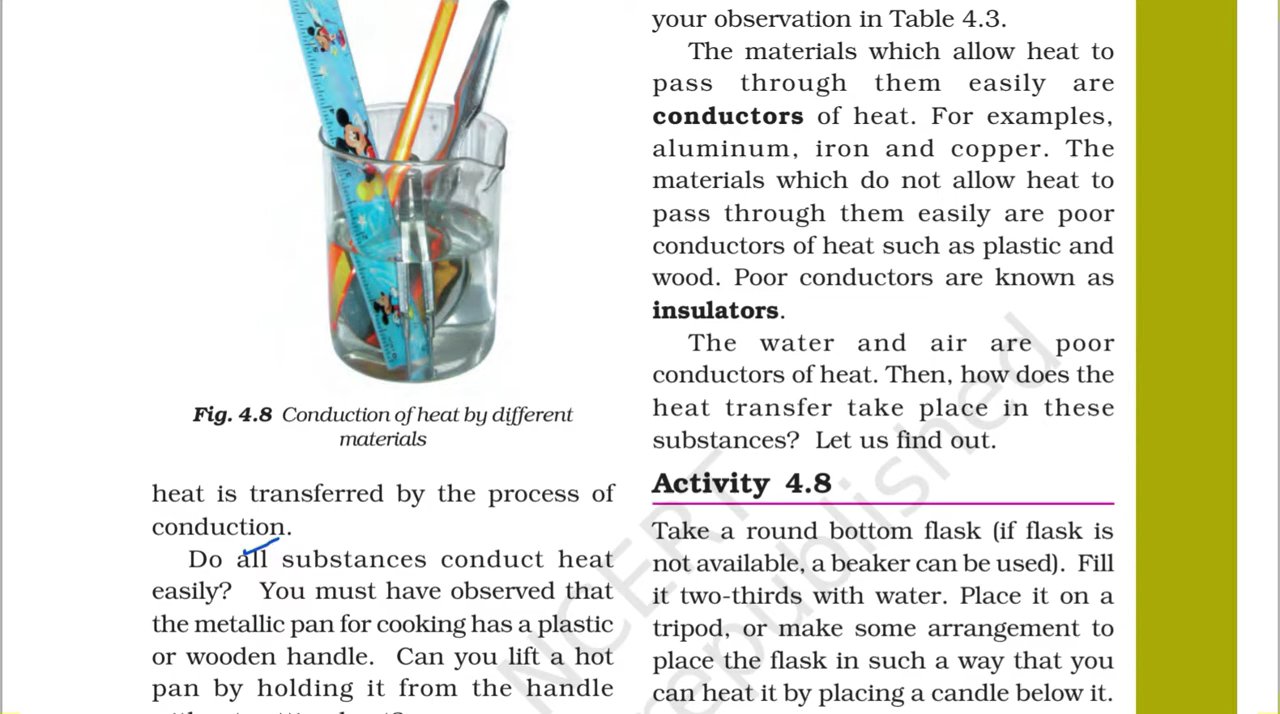 Fig. 4.8 Conduction of heat by different
materials
heat is transferred by the process of
conduction.
Do all substances conduct heat
easily? You must have observed that
the metallic pan for cooking has a plastic
or wooden handle. Can you lift a hot
pan by holding it from the handle
your observation in Table 4.3.
The materials which allow heat to
pass through them easily are
conductors of heat. For examples,
aluminum, iron and copper. The
materials which do not allow heat to
pass through them easily are poor
conductors of heat such as plastic and
wood. Poor conductors are known as
insulators.
The water and air are poor
conductors of heat. Then, how does the
heat transfer take place in these
substances? Let us find out.
Activity 4.8
Take a round bottom flask (if flask is
not available, a beaker can be used). Fill
it two-thirds with water. Place it on a
tripod, or make some arrangement to
place the flask in such a way that you
can heat it by placing a candle below it.
NCERT
republished